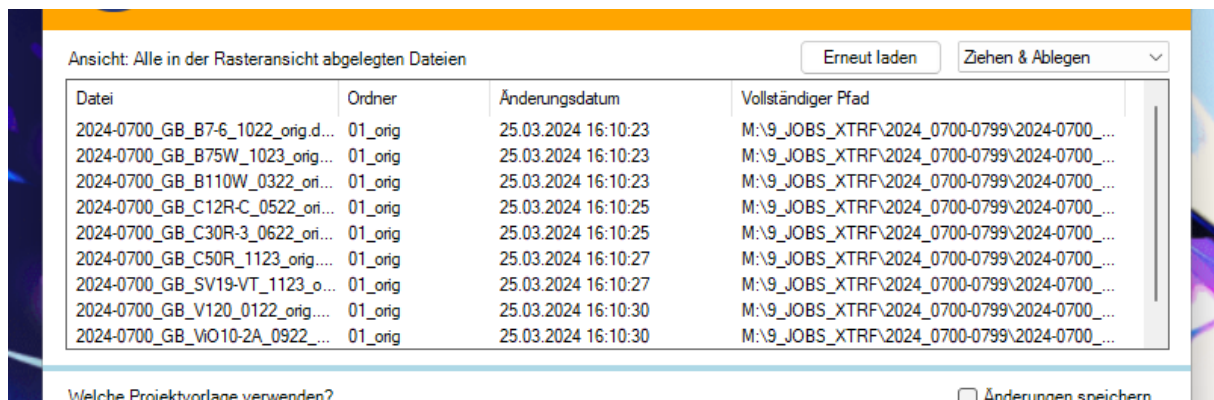 Ansicht: Alle in der Rasteransicht abgelegten Dateien Erneut laden Ziehen & Ablegen
Datei Ordner Änderungsdatum Vollständiger Pfad
2024-0700_GB_B7-6_1022_orig.d... 01_orig 25.03.2024 16:10:23 M:\9_JOBS_XTRF\2024_0700-0799\2024-0700_...
2024-0700_GB_B75W_1023_orig... 01_orig 25.03.2024 16:10:23 M:\9_JOBS_XTRF\2024_0700-0799\2024-0700_...
2024-0700_GB_B110W_0322_ori... 01_orig 25.03.2024 16:10:23 M:\9_JOBS_XTRF\2024_0700-0799\2024-0700_...
2024-0700_GB_C12R-C_0522_ori... 01_orig 25.03.2024 16:10:25 M:\9_JOBS_XTRF\2024_0700-0799\2024-0700_...
2024-0700_GB_C30R-3_0622_ori... 01_orig 25.03.2024 16:10:25 M:\9_JOBS_XTRF\2024_0700-0799\2024-0700_...
2024-0700_GB_C50R_1123_orig.... 01_orig 25.03.2024 16:10:27 M:\9_JOBS_XTRF\2024_0700-0799\2024-0700_...
2024-0700_GB_SV19-VT_1123_o... 01_orig 25.03.2024 16:10:27 M:\9_JOBS_XTRF\2024_0700-0799\2024-0700_...
2024-0700_GB_V120_0122_orig.... 01_orig 25.03.2024 16:10:30 M:\9_JOBS_XTRF\2024_0700-0799\2024-0700_...
2024-0700_GB_ViO10-2A_0922_... 01_orig 25.03.2024 16:10:30 M:\9_JOBS_XTRF\2024_0700-0799\2024-0700_...
Welche Projektvorlage verwenden? Änderungen speichern